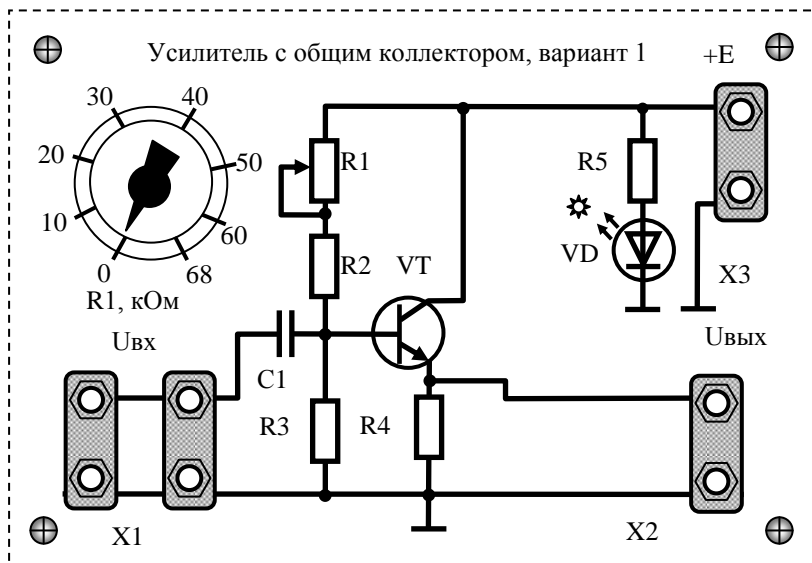 Усилитель с общим коллектором, вариант 1
+E
30
40
20
50
10
60
0
68
R1, кОм
R1
R2
R5
VT
VD
X3
Uвх
Uвых
C1
R3
R4
X1
X2